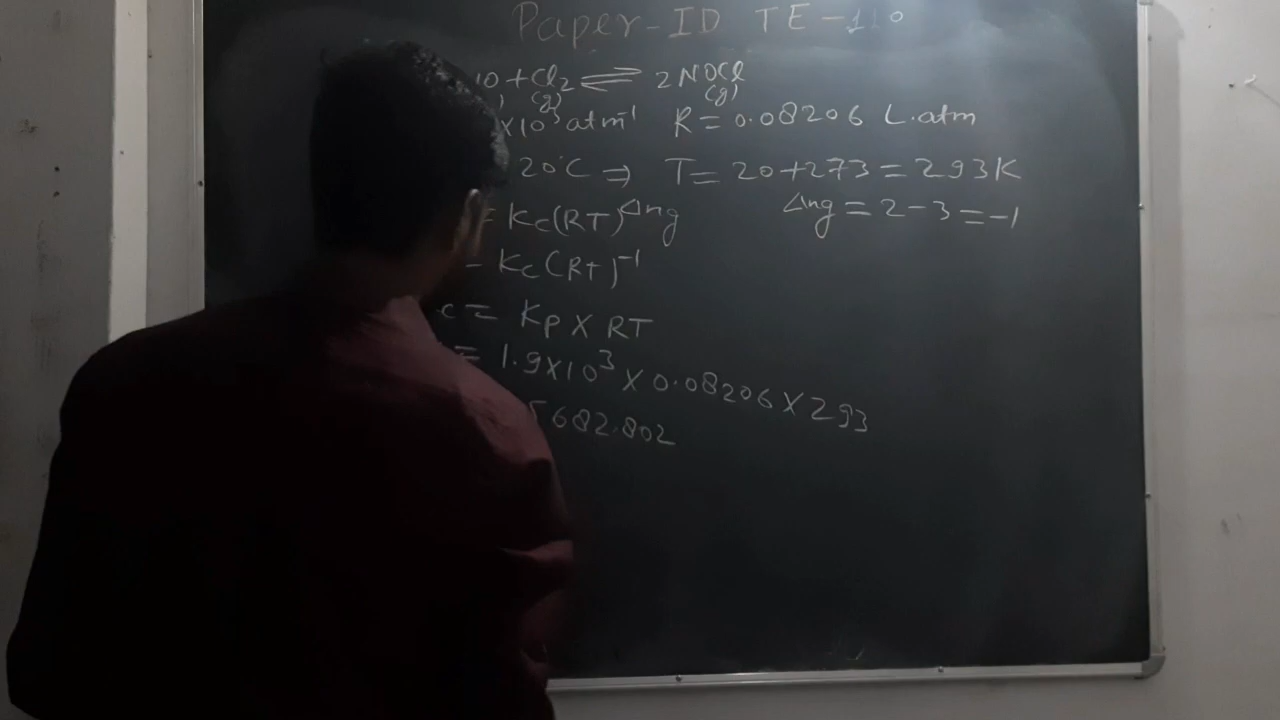 Paper-ID TE-110
+Cl2 ⇌ 2NOCl
(g) (g)
×10³ atm⁻¹ R = 0.08206 L.atm
20°C ⇒ T = 20+273 = 293K
= Kc(RT)^Δng Δng = 2-3 = -1
= Kc(RT)⁻¹
c = Kp × RT
= 1.9×10³ × 0.08206 × 293
5682.802